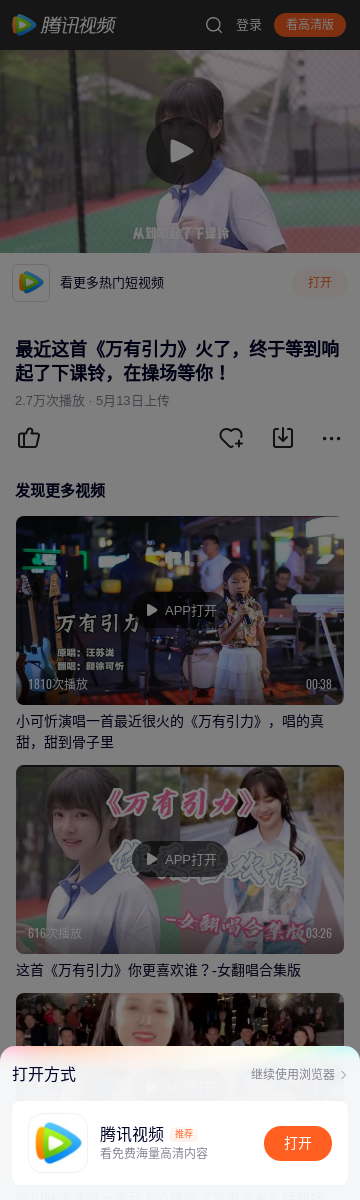 腾讯视频
登录
看高清版
从到响起了下课铃
看更多热门短视频
打开
最近这首《万有引力》火了，终于等到响
起了下课铃，在操场等你！
2.7万次播放 · 5月13日上传
发现更多视频
APP打开
万有引力
原唱：汪苏泷
翻唱：颜徐可忻
1810次播放
00:38
小可忻演唱一首最近很火的《万有引力》，唱的真
甜，甜到骨子里
《万有引力》
APP打开
-女翻唱合集版
616次播放
03:26
这首《万有引力》你更喜欢谁？-女翻唱合集版
打开方式
继续使用浏览器
腾讯视频
推荐
看免费海量高清内容
打开